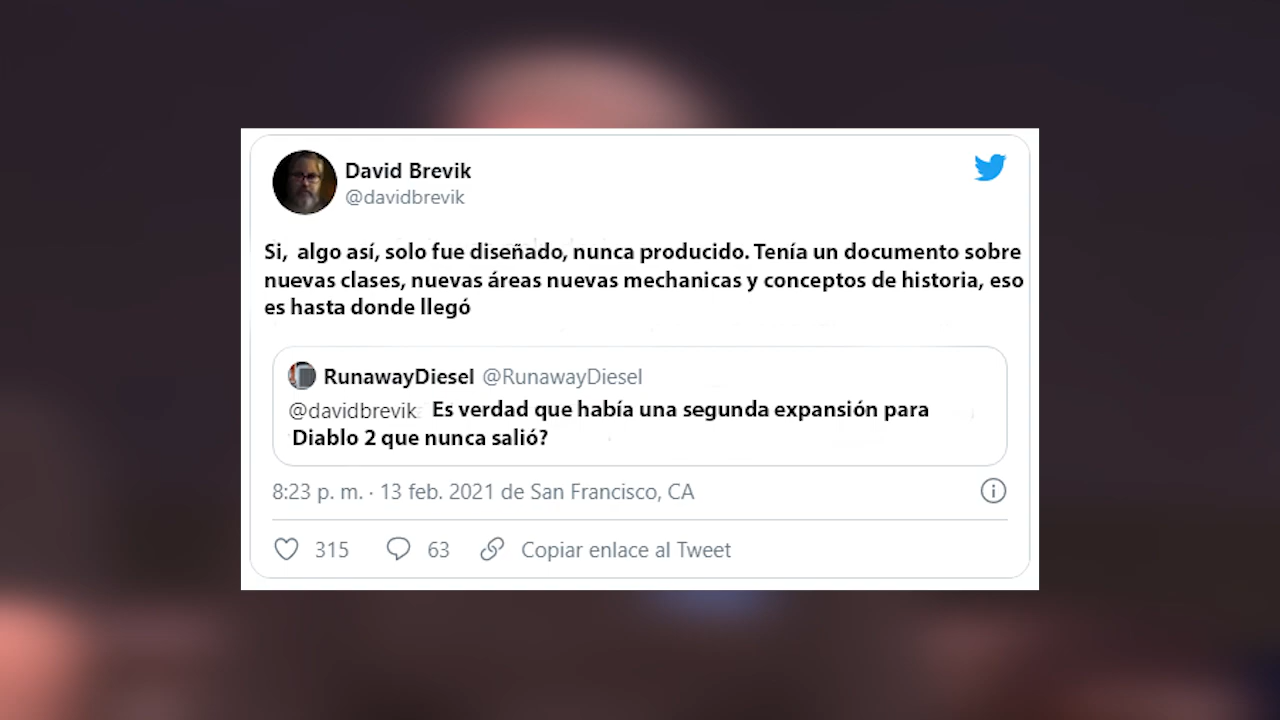 David Brevik
@davidbrevik
Si, algo así, solo fue diseñado, nunca producido. Tenía un documento sobre
nuevas clases, nuevas áreas nuevas mechanicas y conceptos de historia, eso
es hasta donde llegó
RunawayDiesel @RunawayDiesel
@davidbrevik Es verdad que había una segunda expansión para
Diablo 2 que nunca salió?
8:23 p. m. · 13 feb. 2021 de San Francisco, CA
315 63 Copiar enlace al Tweet